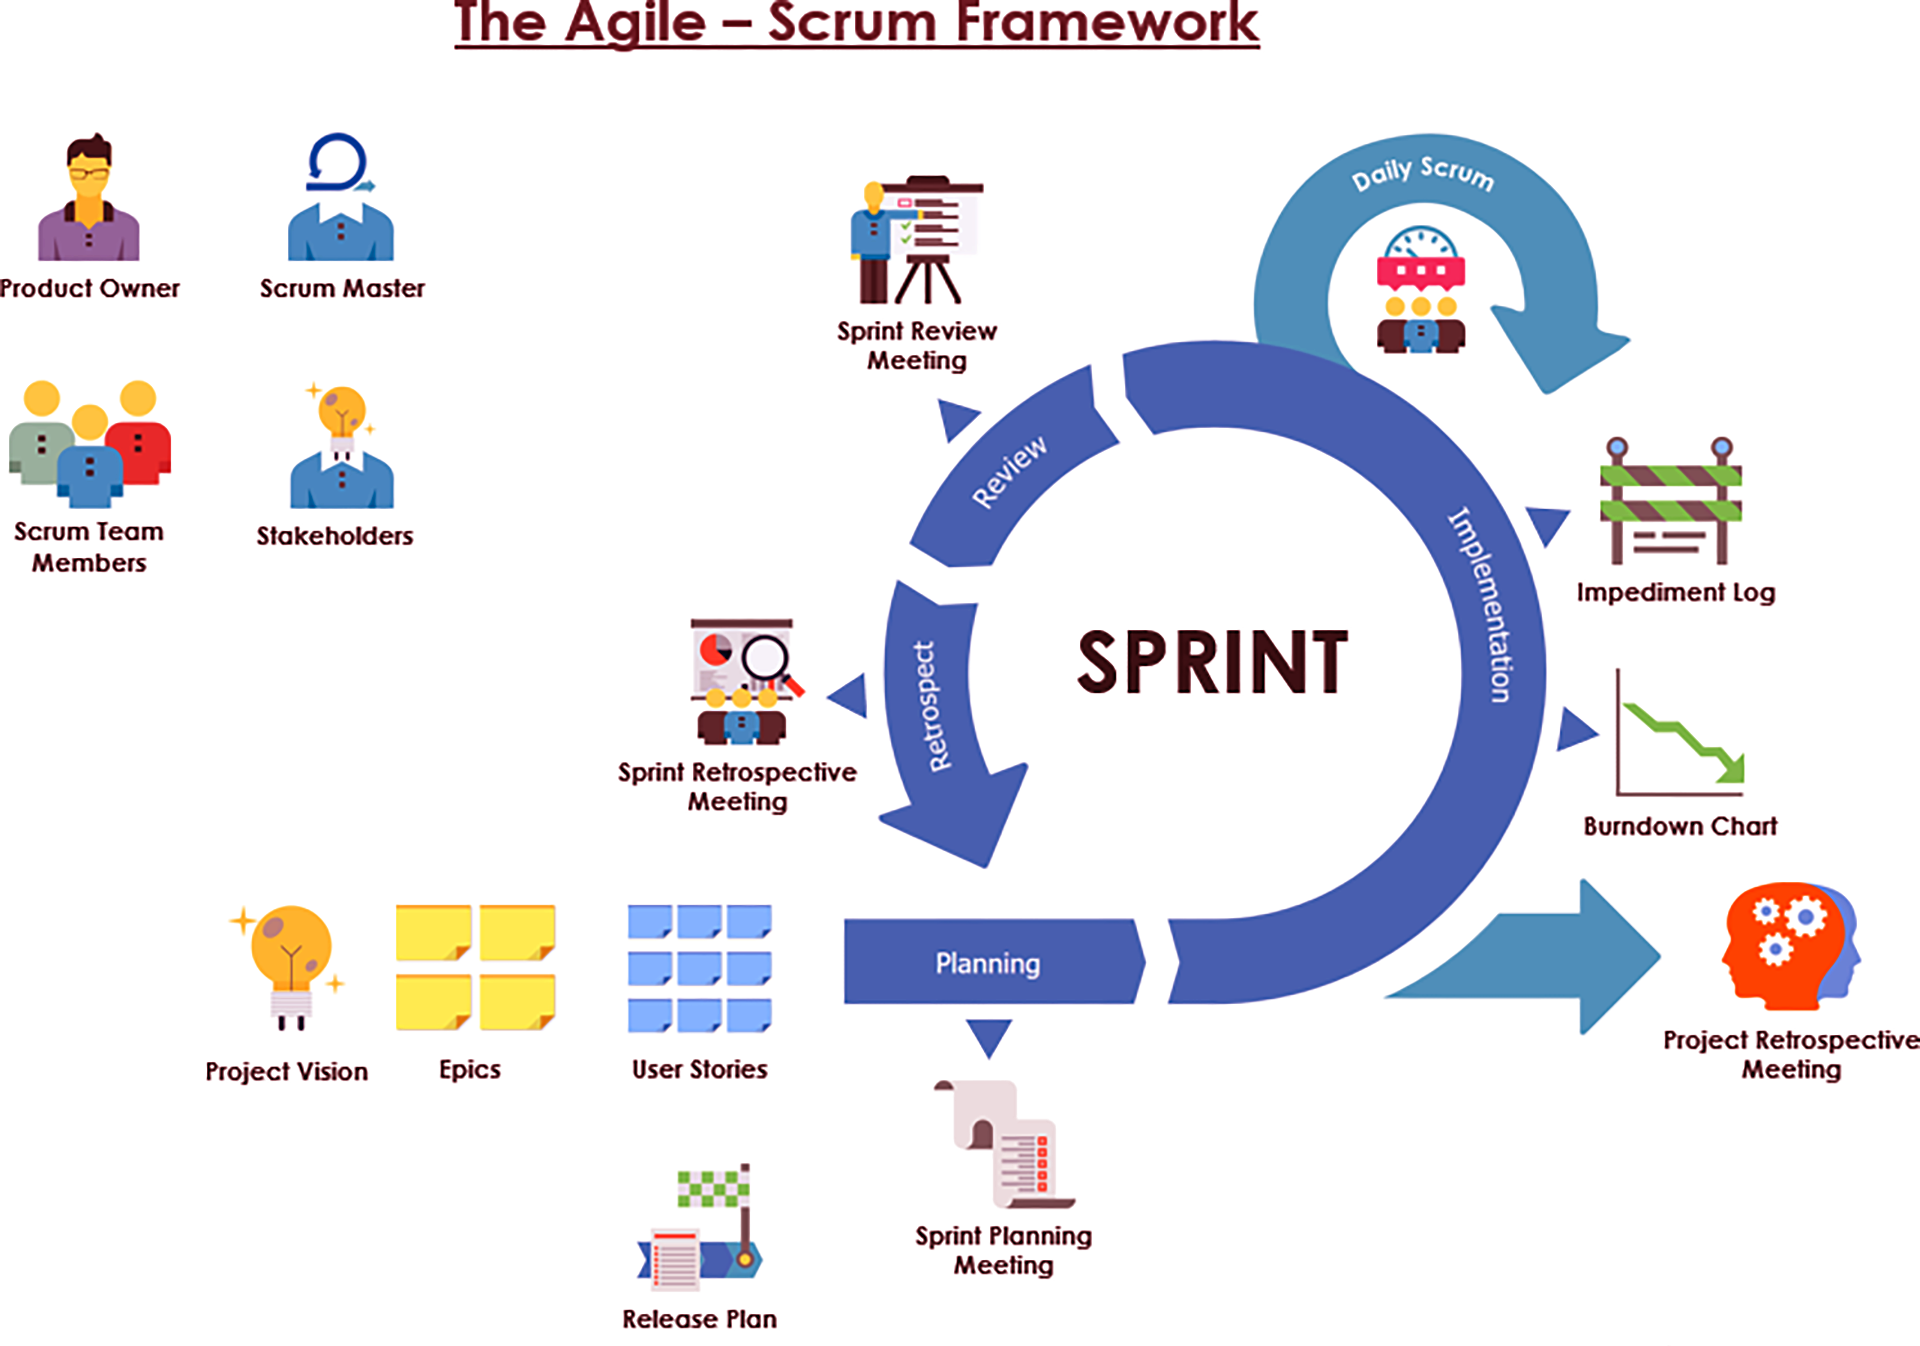 The Agile – Scrum Framework
Product Owner
Scrum Master
Scrum Team
Members
Stakeholders
Sprint Review
Meeting
Daily Scrum
Review
Implementation
Impediment Log
SPRINT
Retrospect
Sprint Retrospective
Meeting
Burndown Chart
Planning
Project Vision
Epics
User Stories
Project Retrospective
Meeting
Sprint Planning
Meeting
Release Plan